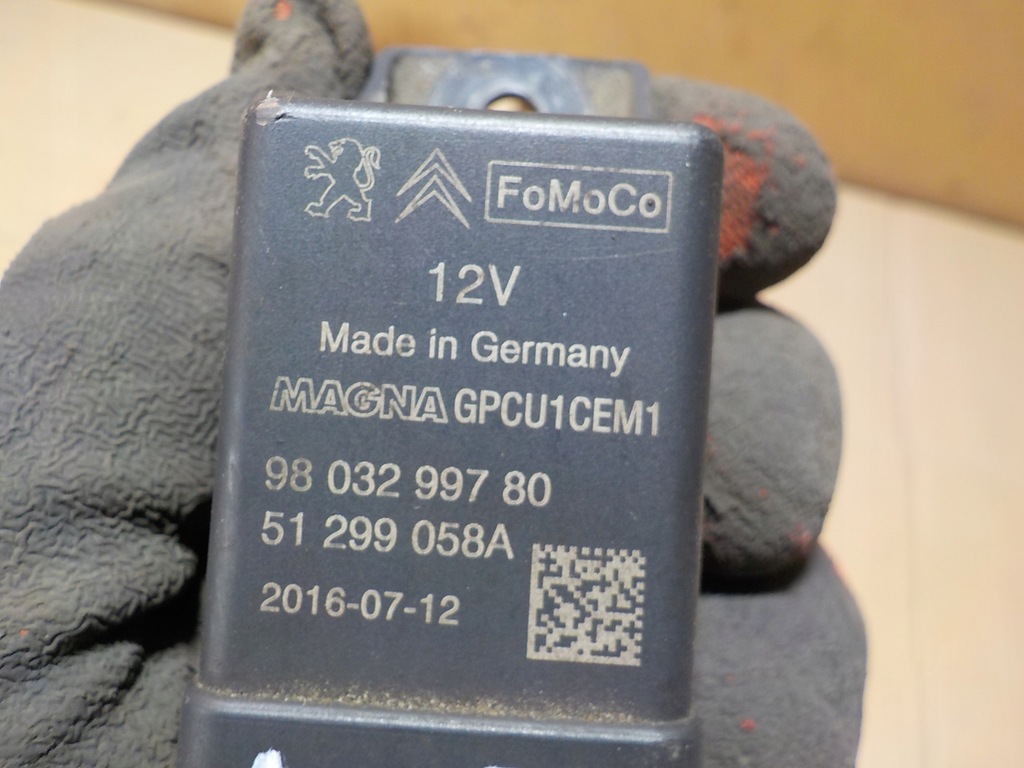 FoMoCo
12V
Made in Germany
MAGNA GPCU1CEM1
98 032 997 80
51 299 058A
2016-07-12